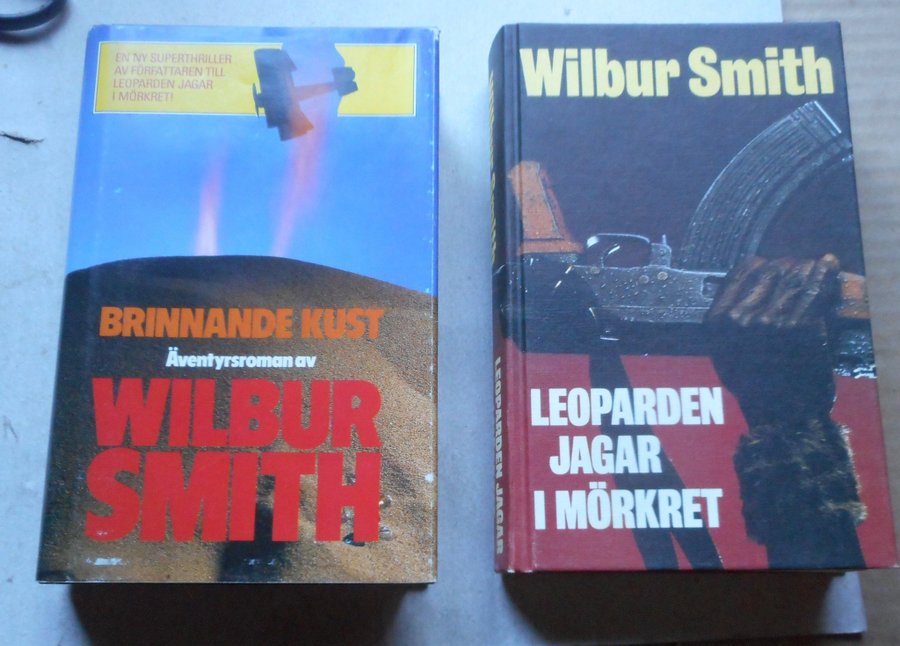 EN NY SUPERTHRILLER
AV FÖRFATTAREN TILL
LEOPARDEN JAGAR
I MÖRKRET!
BRINNANDE KUST
Äventyrsroman av
WILBUR
SMITH
Wilbur Smith
LEOPARDEN
JAGAR
I MÖRKRET
LEOPARDEN JAGAR